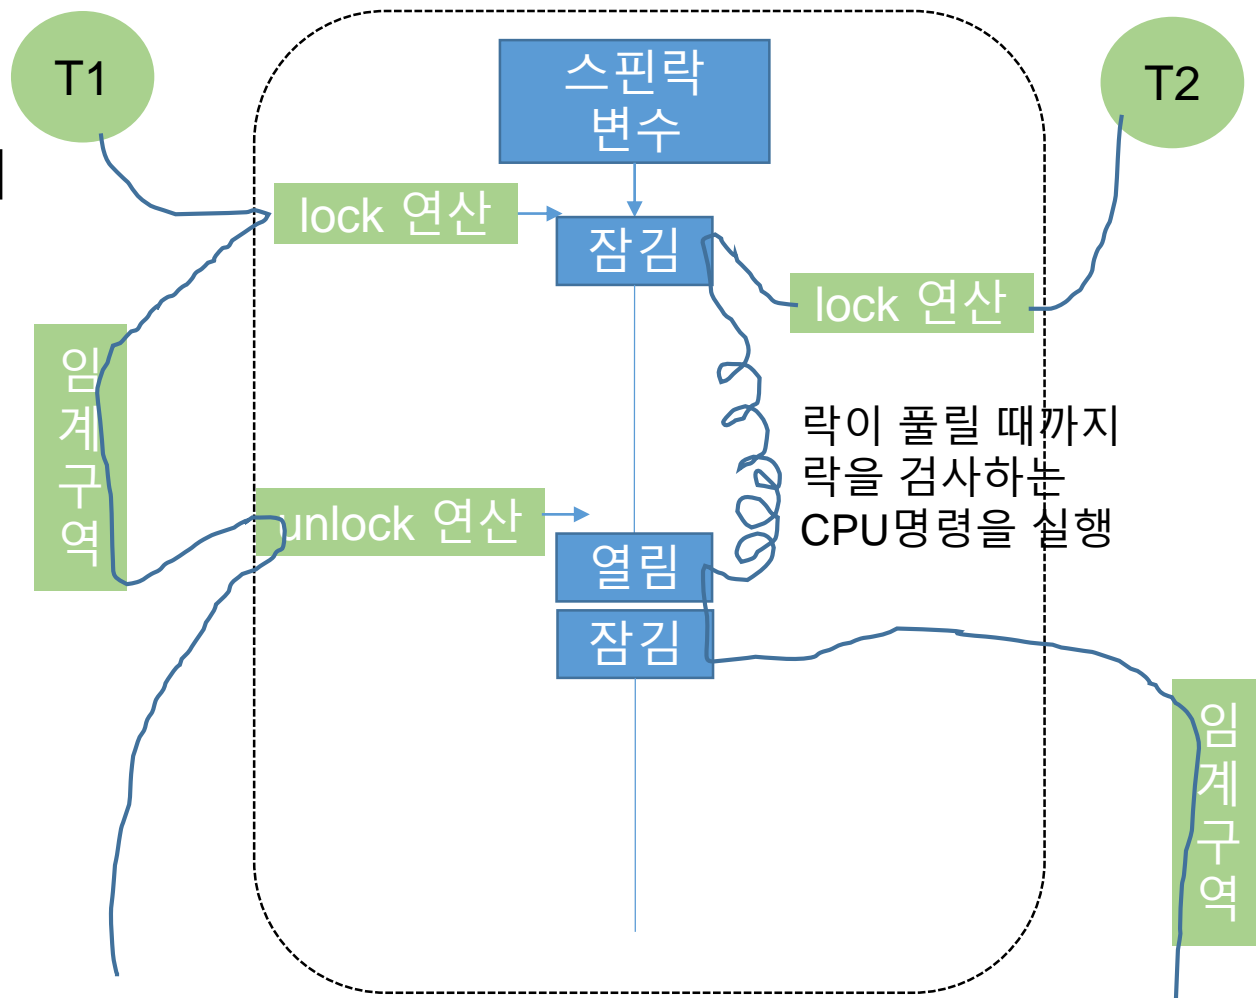 T1
스핀락
변수
T2
lock 연산
잠김
lock 연산
임
계
구
역
락이 풀릴 때까지
락을 검사하는
CPU명령을 실행
unlock 연산
열림
잠김
임
계
구
역